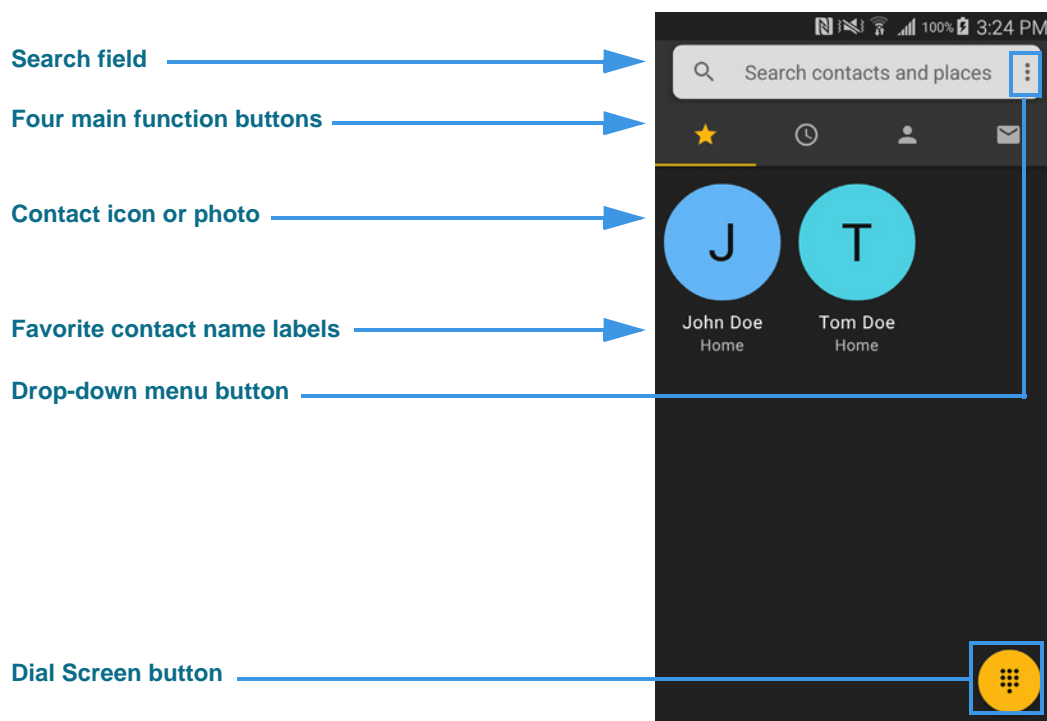 100% 3:24 PM
Search field
Search contacts and places
Four main function buttons
Contact icon or photo
J T
Favorite contact name labels
John Doe Tom Doe
Home Home
Drop-down menu button
Dial Screen button